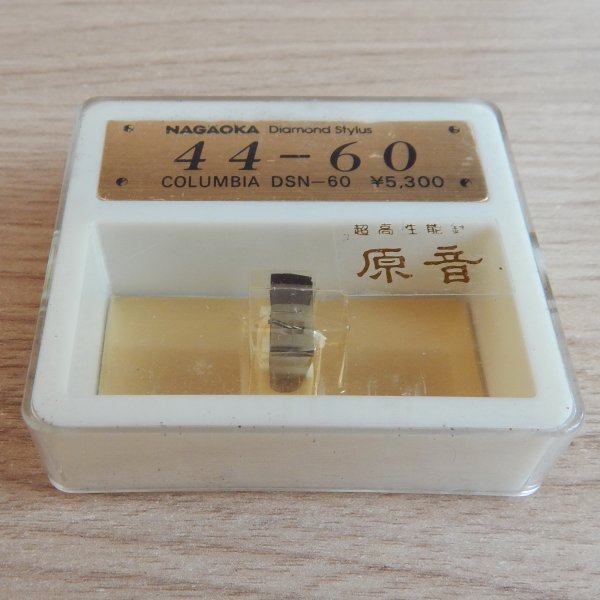 NAGAOKA Diamond Stylus
44-60
COLUMBIA DSN-60 ¥5,300
超高性能針
原音